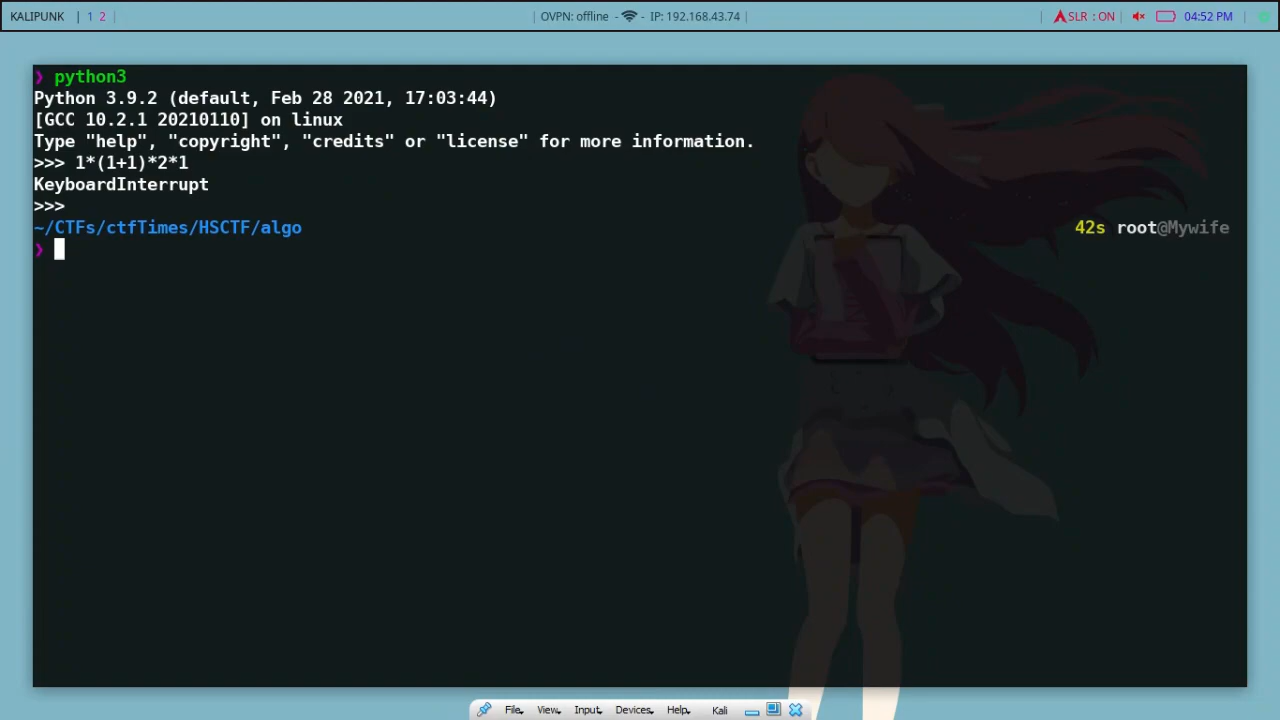 KALIPUNK | 1 2 | | OVPN: offline - - IP: 192.168.43.74 | | SLR : ON | | 04:52 PM |
❯ python3
Python 3.9.2 (default, Feb 28 2021, 17:03:44)
[GCC 10.2.1 20210110] on linux
Type "help", "copyright", "credits" or "license" for more information.
>>> 1*(1+1)*2*1
KeyboardInterrupt
>>>
~/CTFs/ctfTimes/HSCTF/algo 42s root@Mywife
❯
File View Input Devices Help Kali